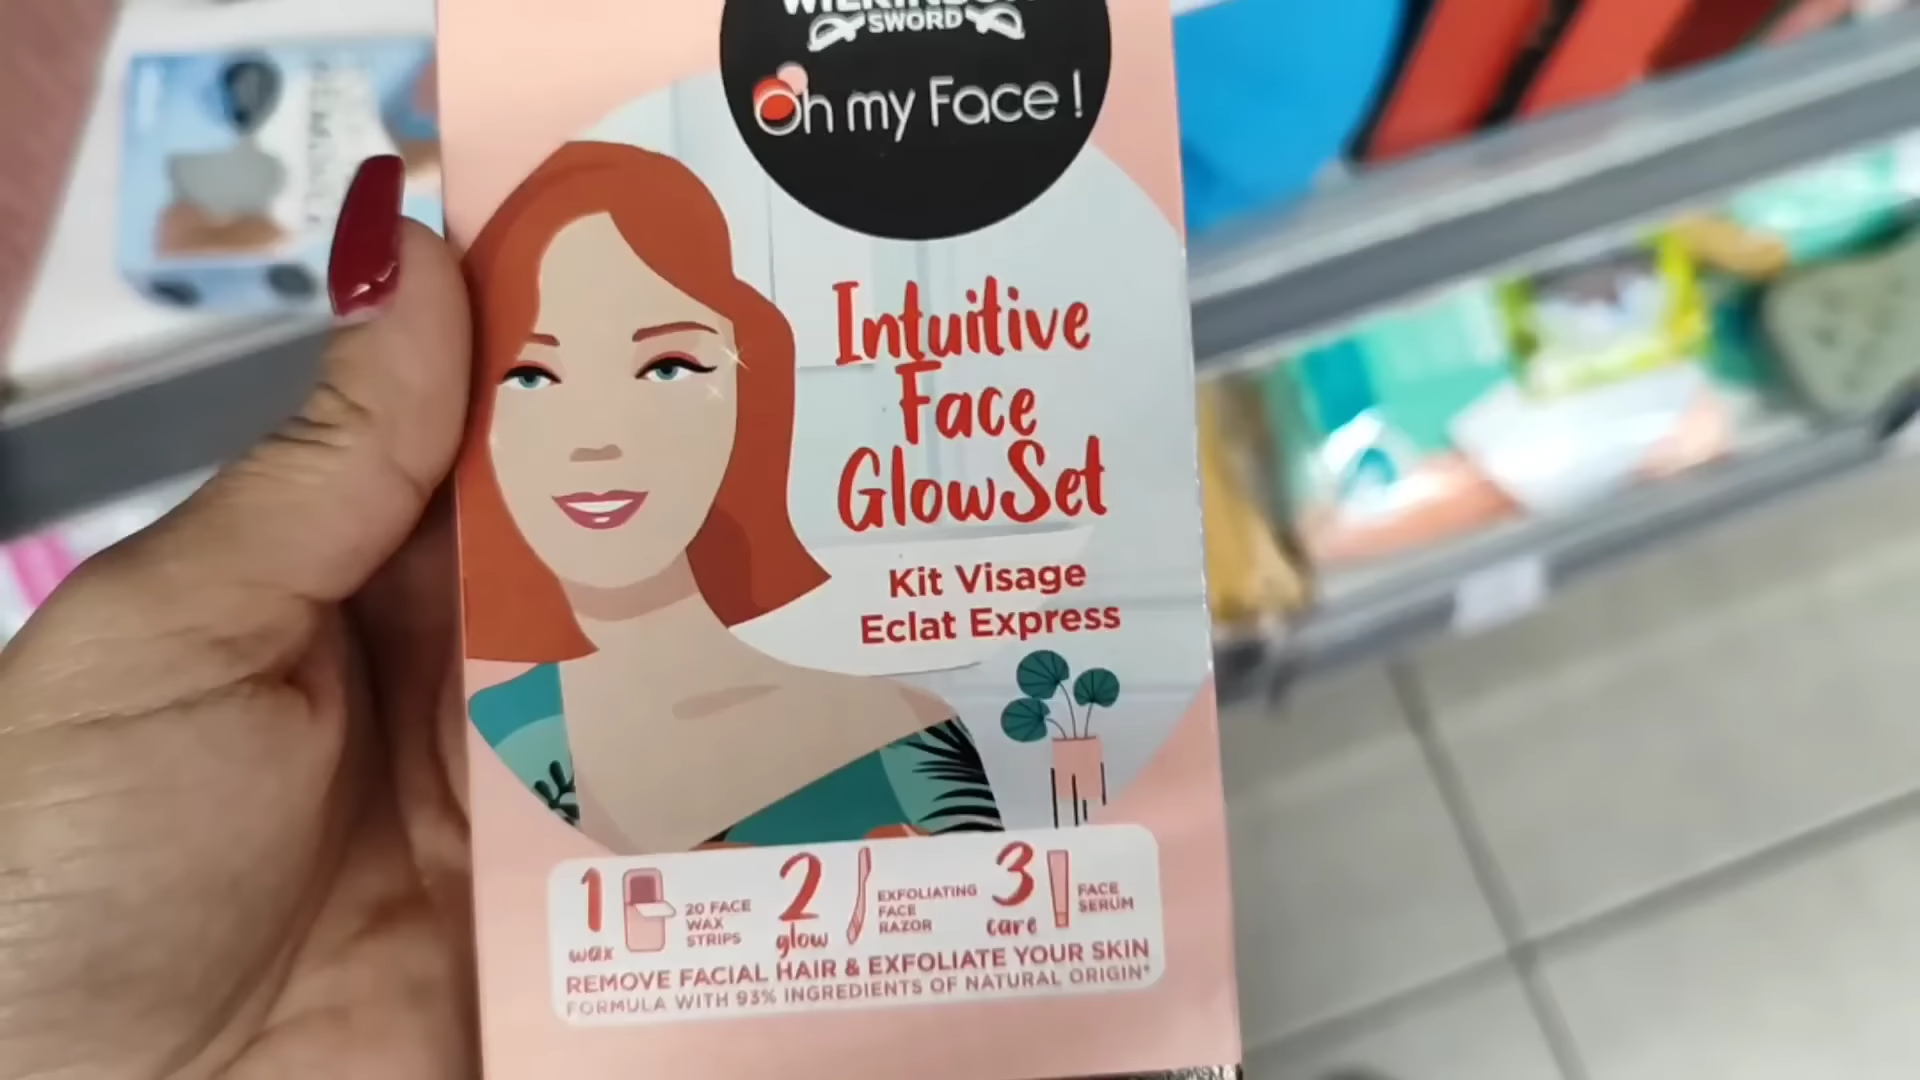 WILKINSON
SWORD
Oh my Face!
Intuitive
Face
GlowSet
Kit Visage
Eclat Express
1
wax
20 FACE
WAX
STRIPS
2
glow
EXFOLIATING
FACE
RAZOR
3
care
FACE
SERUM
REMOVE FACIAL HAIR & EXFOLIATE YOUR SKIN
FORMULA WITH 93% INGREDIENTS OF NATURAL ORIGIN*